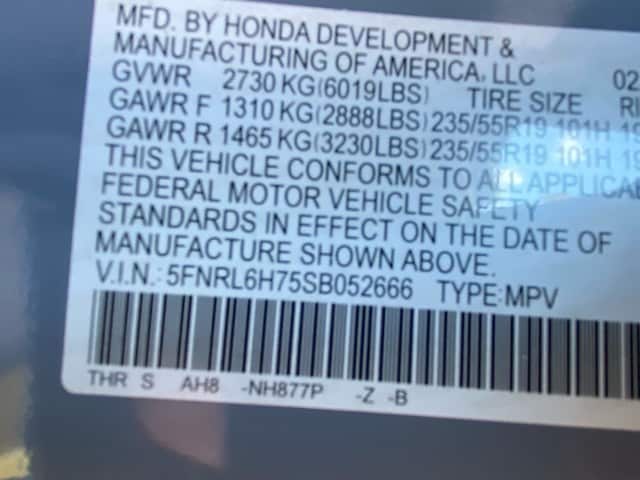 MFD. BY HONDA DEVELOPMENT &
MANUFACTURING OF AMERICA, LLC 02
GVWR 2730 KG(6019LBS) TIRE SIZE
GAWR F 1310 KG(2888LBS) 235/55R19 101H
GAWR R 1465 KG(3230LBS) 235/55R19 101H
THIS VEHICLE CONFORMS TO ALL
FEDERAL MOTOR VEHICLE SAFETY
STANDARDS IN EFFECT ON THE DATE OF
MANUFACTURE SHOWN ABOVE.
V.I.N.: 5FNRL6H75SB052666 TYPE:MPV
THR S AH8 -NH877P -Z -B